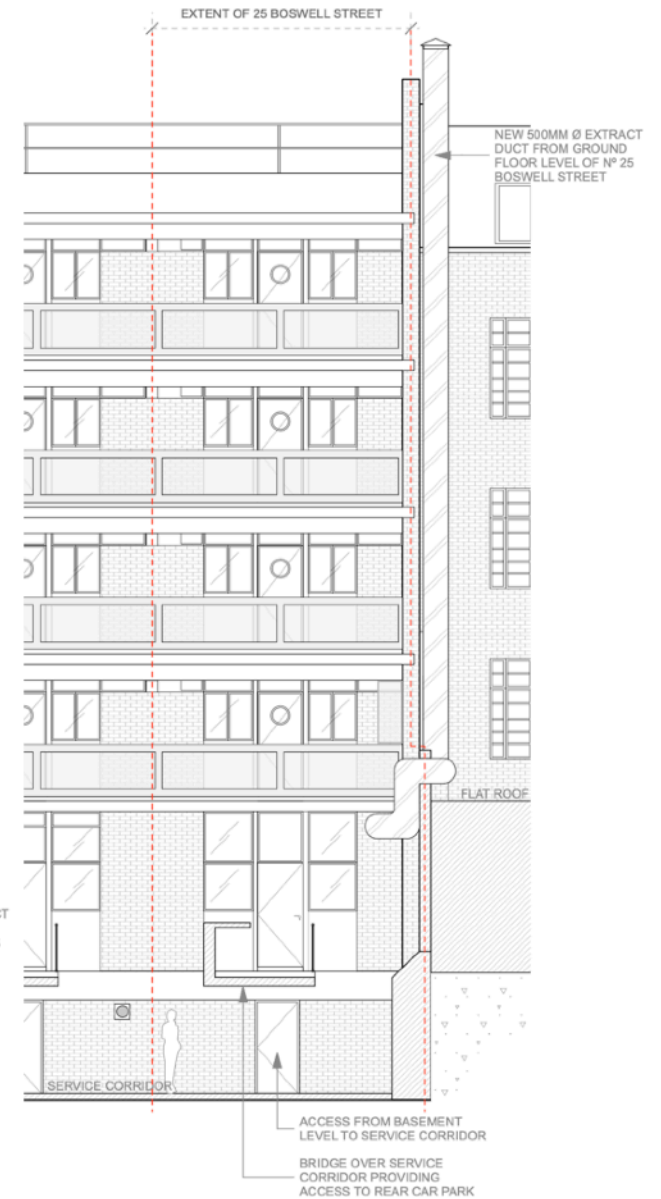 EXTENT OF 25 BOSWELL STREET
NEW 500MM Ø EXTRACT
DUCT FROM GROUND
FLOOR LEVEL OF Nº 25
BOSWELL STREET
FLAT ROOF
CT
SERVICE CORRIDOR
ACCESS FROM BASEMENT
LEVEL TO SERVICE CORRIDOR
BRIDGE OVER SERVICE
CORRIDOR PROVIDING
ACCESS TO REAR CAR PARK